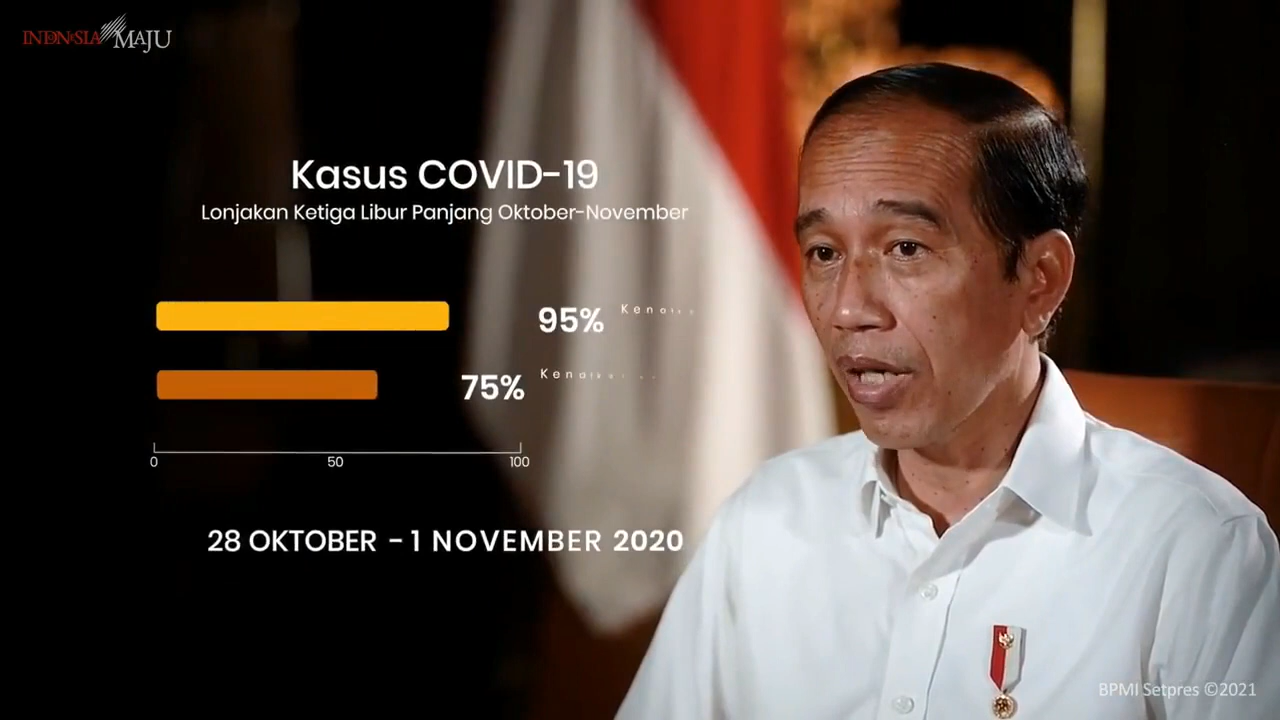 INDONESIA MAJU
Kasus COVID-19
Lonjakan Ketiga Libur Panjang Oktober-November
95%
75%
0 50 100
28 OKTOBER - 1 NOVEMBER 2020
BPMI Setpres ©2021